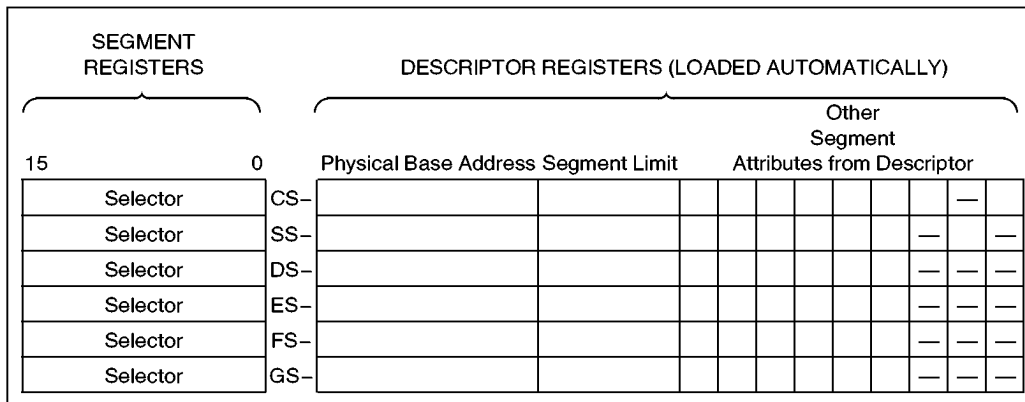 SEGMENT
REGISTERS
DESCRIPTOR REGISTERS (LOADED AUTOMATICALLY)
Other
Segment
15 0 Physical Base Address Segment Limit Attributes from Descriptor
Selector CS– —
Selector SS– — —
Selector DS– — — —
Selector ES– — — —
Selector FS– — — —
Selector GS– — — —